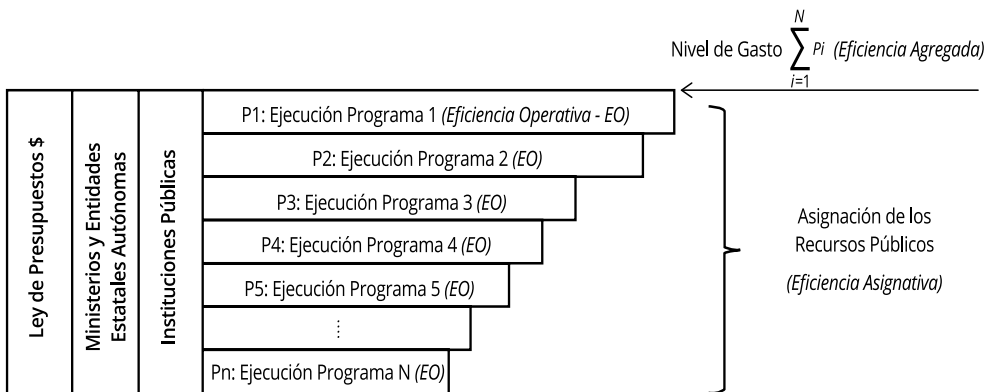 Nivel de Gasto N ∑ i=1 Pi (Eficiencia Agregada)
Ley de Presupuestos $
Ministerios y Entidades
Estatales Autónomas
Instituciones Públicas
P1: Ejecución Programa 1 (Eficiencia Operativa - EO)
P2: Ejecución Programa 2 (EO)
P3: Ejecución Programa 3 (EO)
P4: Ejecución Programa 4 (EO)
P5: Ejecución Programa 5 (EO)
⁞
Pn: Ejecución Programa N (EO)
Asignación de los
Recursos Públicos
(Eficiencia Asignativa)